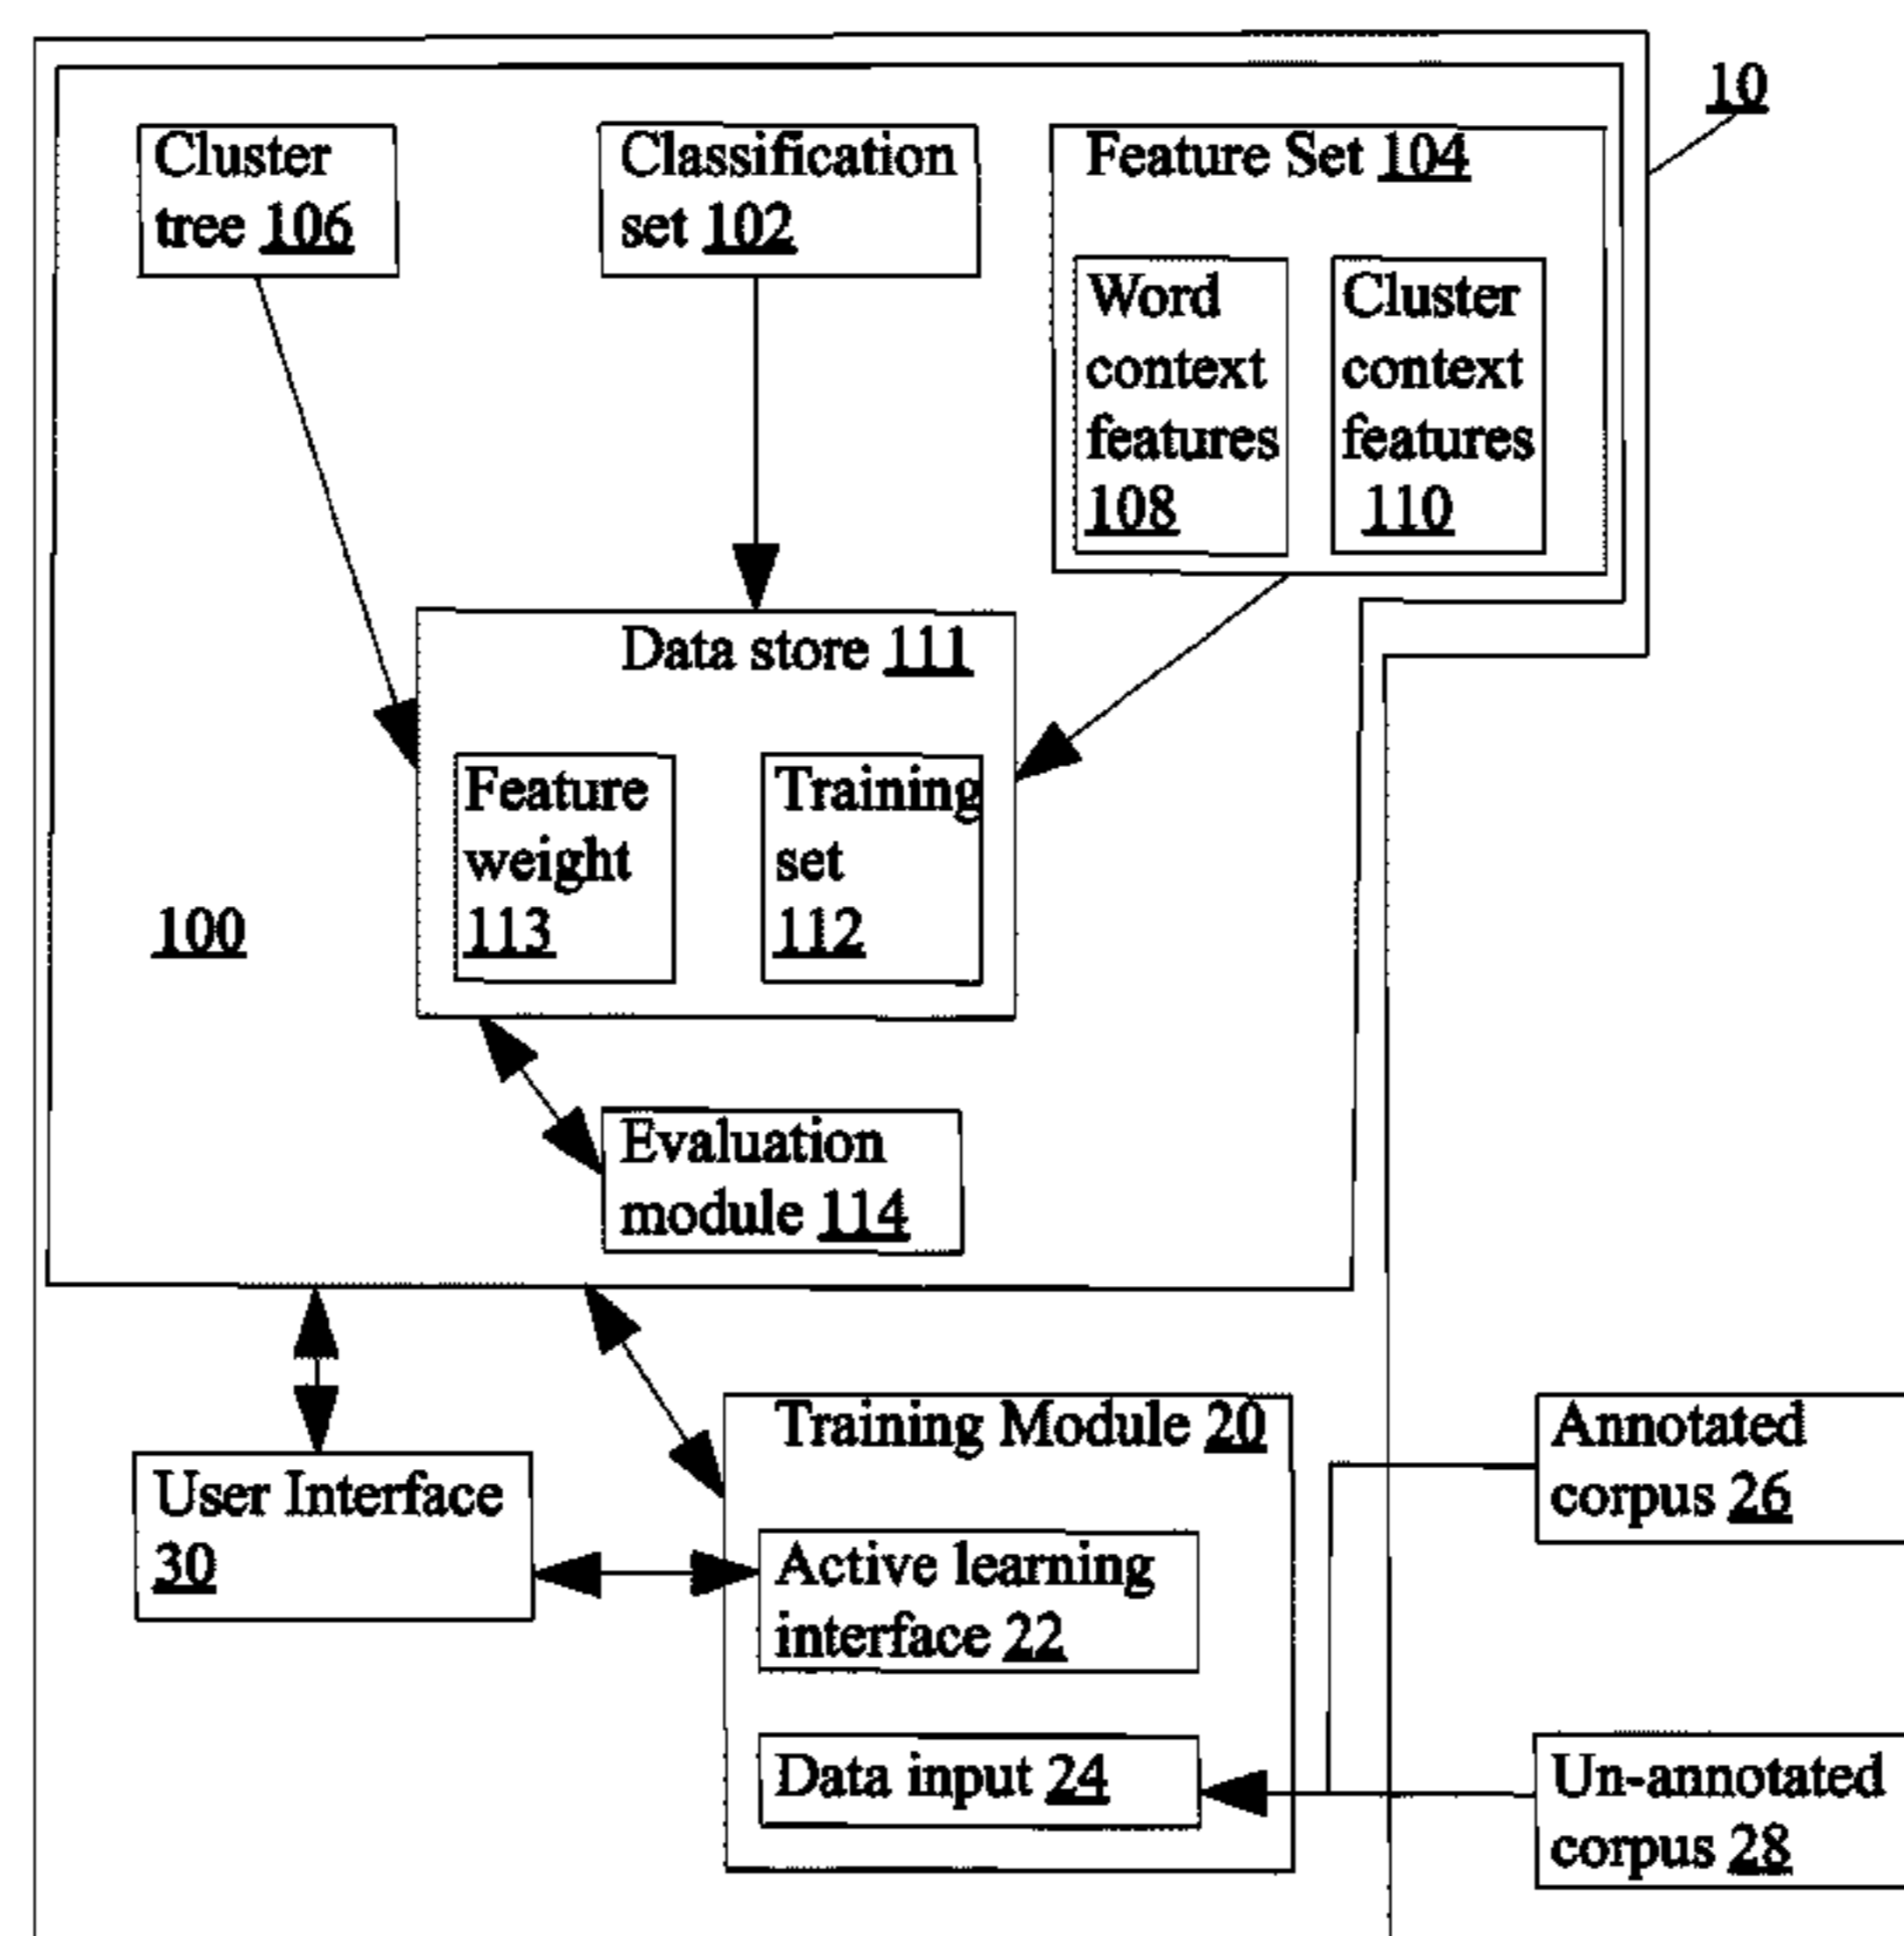 10
Cluster
tree 106
Classification
set 102
Feature Set 104
Word
context
features
108
Cluster
context
features
110
Data store 111
Feature
weight
113
Training
set
112
100
Evaluation
module 114
Training Module 20
User Interface
30
Active learning
interface 22
Data input 24
Annotated
corpus 26
Un-annotated
corpus 28